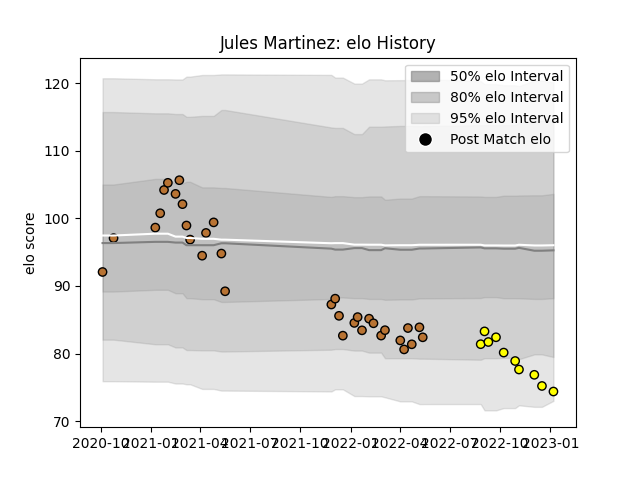 Jules Martinez: elo History
50% elo Interval
80% elo Interval
95% elo Interval
Post Match elo
elo score
120
110
100
90
80
70
2020-10 2021-01 2021-04 2021-07 2021-10 2022-01 2022-04 2022-07 2022-10 2023-01